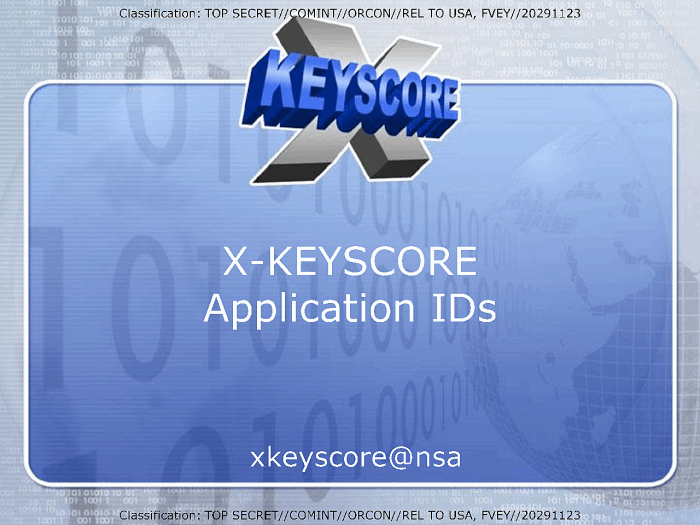 Classification: TOP SECRET//COMINT//ORCON//REL TO USA, FVEY//20291123
X
KEYSCORE
X-KEYSCORE
Application IDs
xkeyscore@nsa
Classification: TOP SECRET//COMINT//ORCON//REL TO USA, FVEY//20291123